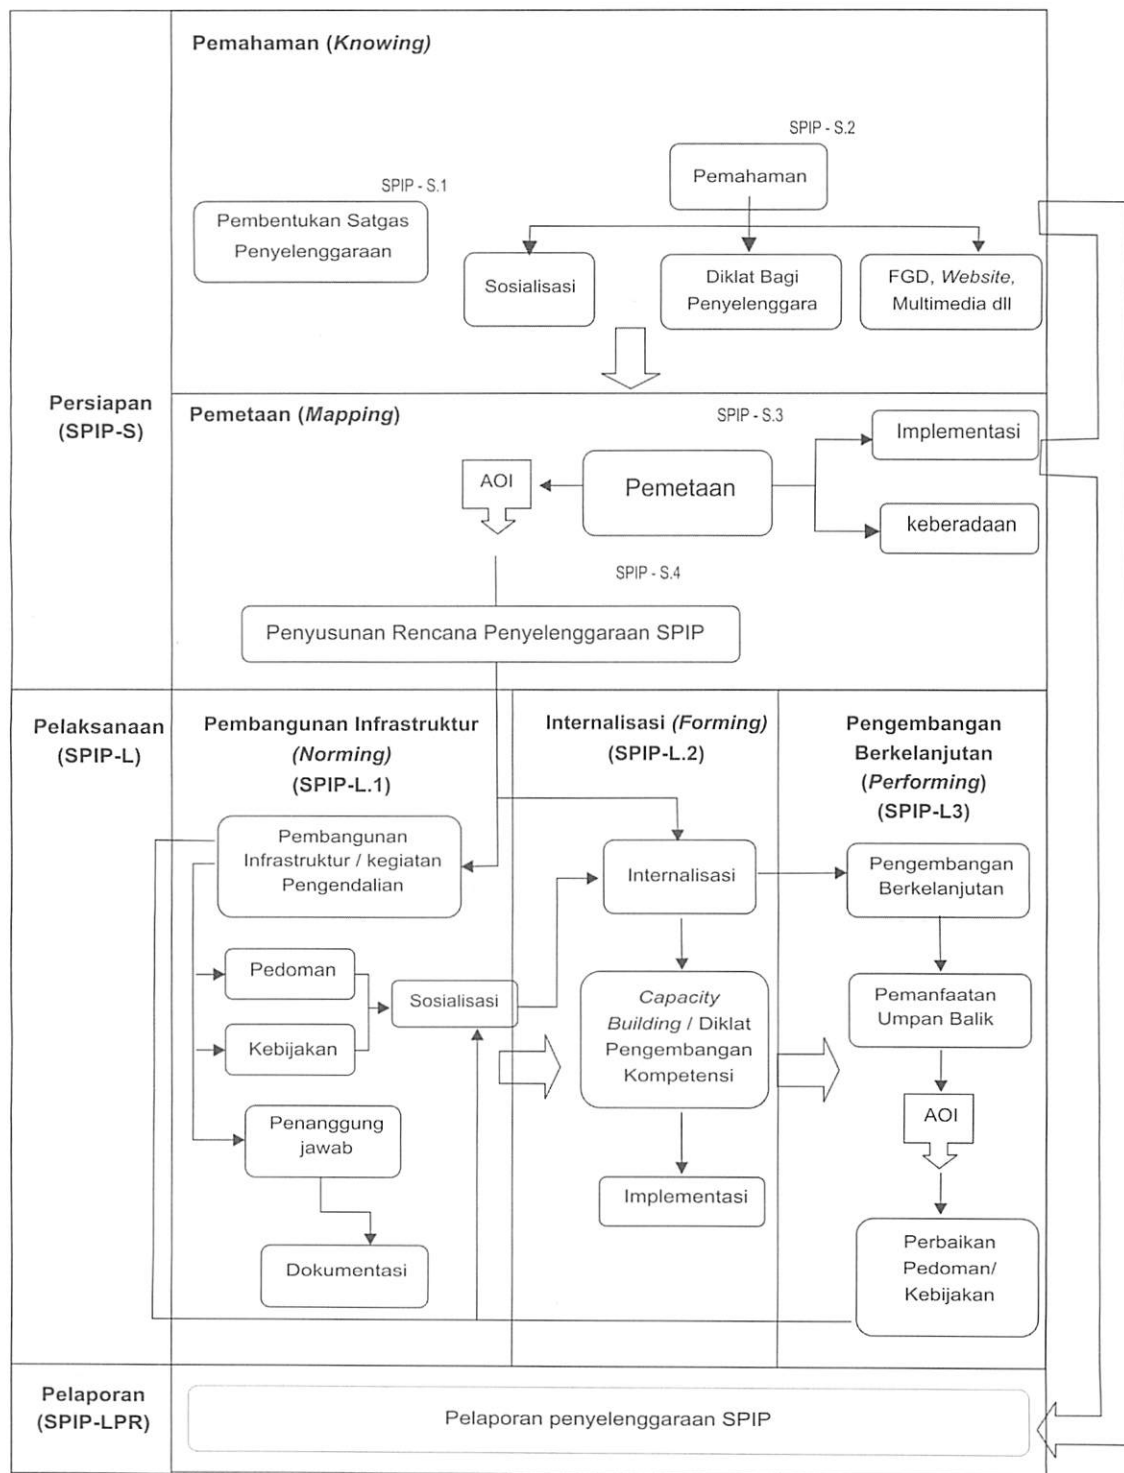 Pemahaman (Knowing)
SPIP - S.2
Pemahaman
SPIP - S.1
Pembentukan Satgas
Penyelenggaraan
Sosialisasi
Diklat Bagi
Penyelenggara
FGD, Website,
Multimedia dll
Persiapan
(SPIP-S)
Pemetaan (Mapping)
SPIP - S.3
Implementasi
AOI
Pemetaan
keberadaan
SPIP - S.4
Penyusunan Rencana Penyelenggaraan SPIP
Pelaksanaan
(SPIP-L)
Pembangunan Infrastruktur
(Norming)
(SPIP-L.1)
Internalisasi (Forming)
(SPIP-L.2)
Pengembangan
Berkelanjutan
(Performing)
(SPIP-L3)
Pembangunan
Infrastruktur / kegiatan
Pengendalian
Internalisasi
Pengembangan
Berkelanjutan
Pedoman
Kebijakan
Sosialisasi
Capacity
Building / Diklat
Pengembangan
Kompetensi
Pemanfaatan
Umpan Balik
Penanggung
jawab
AOI
Implementasi
Dokumentasi
Perbaikan
Pedoman/
Kebijakan
Pelaporan
(SPIP-LPR)
Pelaporan penyelenggaraan SPIP